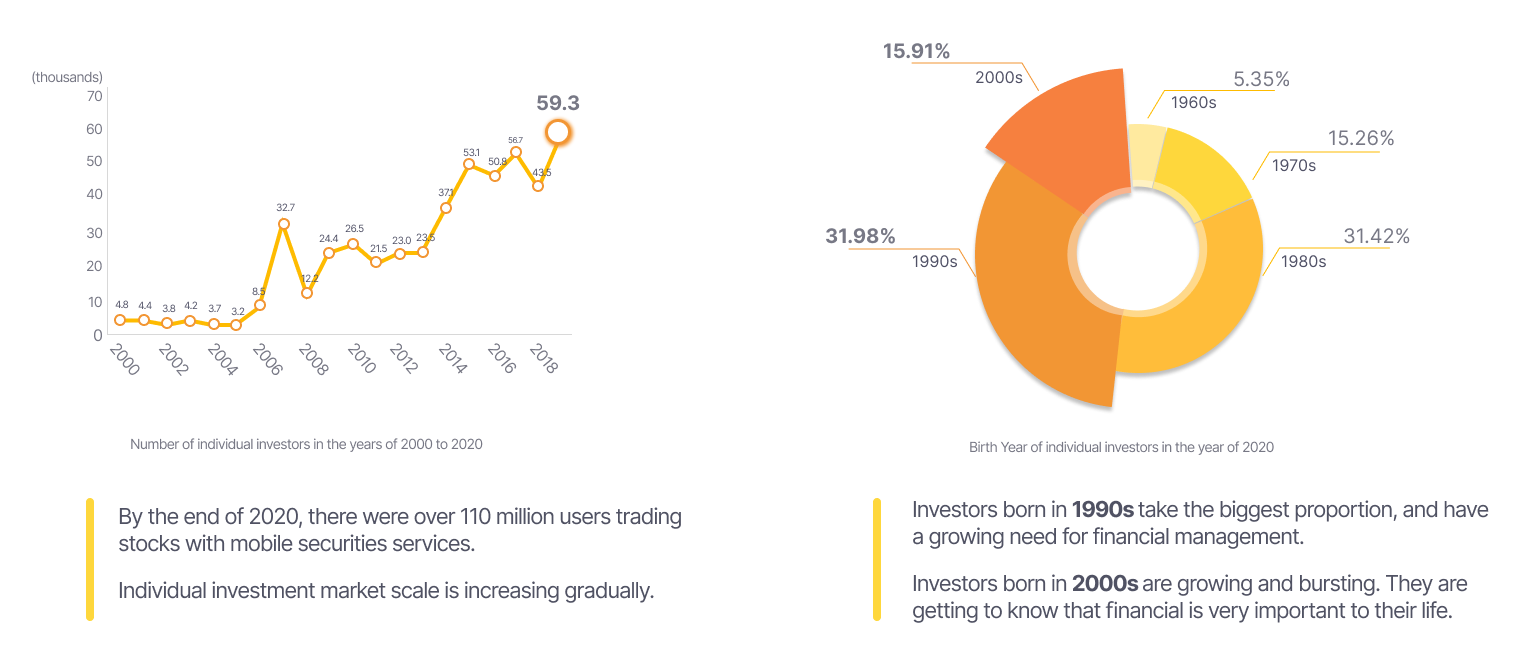 (thousands)
70
60
50
40
30
20
10
0
4.8
4.4
3.8
4.2
3.7
3.2
8.5
32.7
12.2
24.4
26.5
21.5
23.0
23.5
37.1
53.1
50.8
56.7
43.5
59.3
2000
2002
2004
2006
2008
2010
2012
2014
2016
2018
Number of individual investors in the years of 2000 to 2020
By the end of 2020, there were over 110 million users trading
stocks with mobile securities services.
Individual investment market scale is increasing gradually.
15.91%
2000s
5.35%
1960s
15.26%
1970s
31.98%
1990s
31.42%
1980s
Birth Year of individual investors in the year of 2020
Investors born in 1990s take the biggest proportion, and have
a growing need for financial management.
Investors born in 2000s are growing and bursting. They are
getting to know that financial is very important to their life.